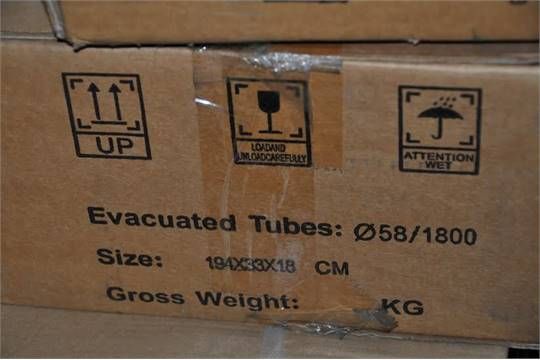 UP
LOADAND
UNLOADCAREFULLY
ATTENTION
WET
Evacuated Tubes: Ø58/1800
Size: 194X33X18 CM
Gross Weight: KG